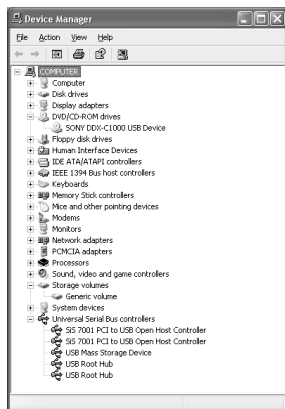 Device Manager
File Action View Help
COMPUTER
Computer
Disk drives
Display adapters
DVD/CD-ROM drives
SONY DDX-C1000 USB Device
Floppy disk drives
Human Interface Devices
IDE ATA/ATAPI controllers
IEEE 1394 Bus host controllers
Keyboards
Memory Stick controllers
Mice and other pointing devices
Modems
Monitors
Network adapters
PCMCIA adapters
Processors
Sound, video and game controllers
Storage volumes
Generic volume
System devices
Universal Serial Bus controllers
SiS 7001 PCI to USB Open Host Controller
SiS 7001 PCI to USB Open Host Controller
USB Mass Storage Device
USB Root Hub
USB Root Hub